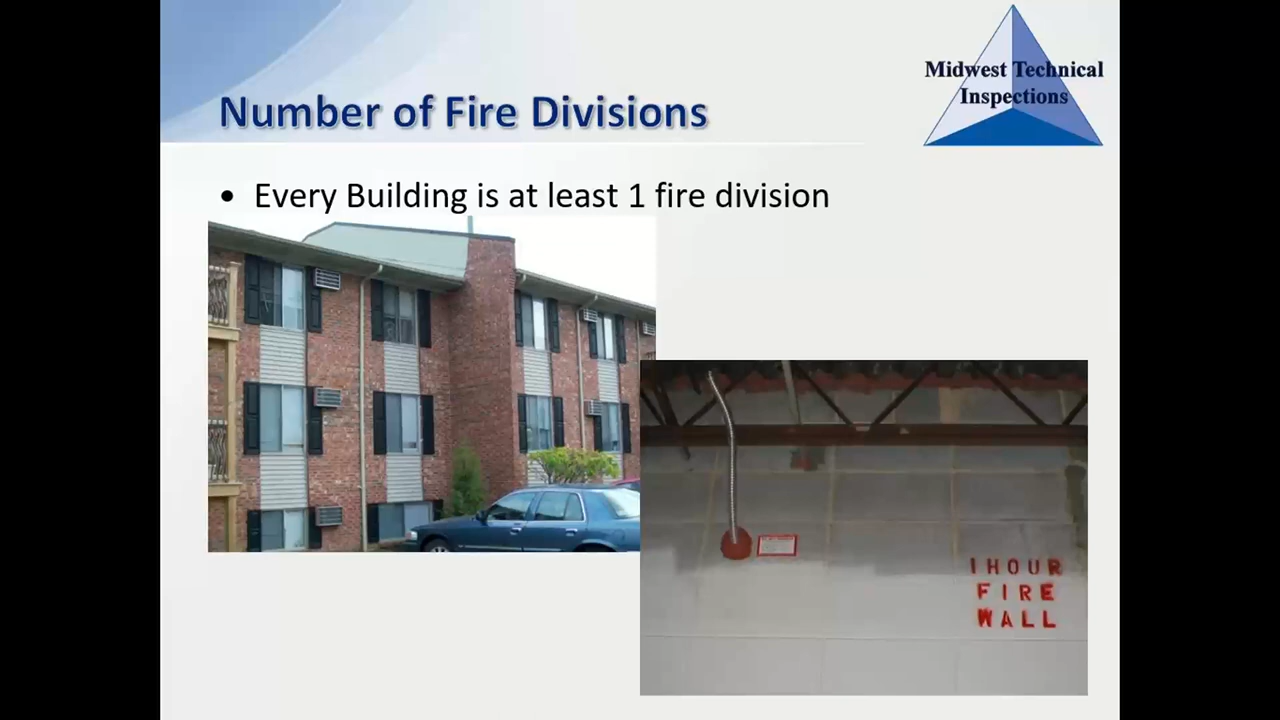 Midwest Technical
Inspections
Number of Fire Divisions
• Every Building is at least 1 fire division
1 HOUR
FIRE
WALL